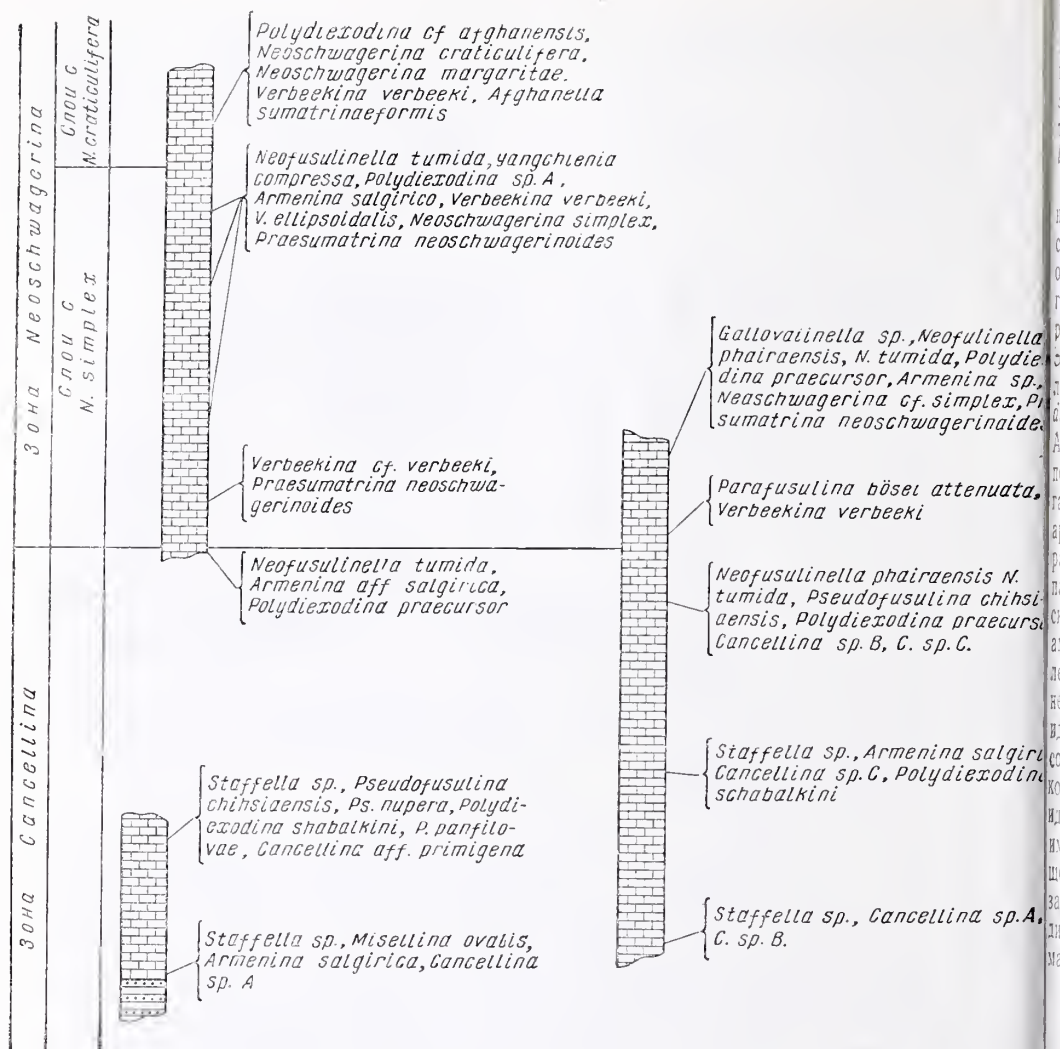 Зона Neoschwagerina
Слои с
N. craticulifera
Слои с
N. simplex
Зона Cancellina
Polydiexodina cf afghanensis,
Neoschwagerina craticulifera,
Neoschwagerina margaritae.
Verbeekina verbeeki, Afghanella
sumatrinaeformis
Neofusulinella tumida, yangchienia
compressa, Polydiexodina sp. A,
Armenina salgirico, Verbeekina verbeeki,
V. ellipsoidalis, Neoschwagerina simplex,
Praesumatrina neoschwagerinoides
Verbeekina cf. verbeeki,
Praesumatrina neoschwa-
gerinoides
Neofusulinella tumida,
Armenina aff salgirica,
Polydiexodina praecursor
Staffella sp., Pseudofusulina
chihsiaensis, Ps. nupera, Polydi-
exodina shabalkini, P. panfilo-
vae, Cancellina aff. primigena
Staffella sp., Misellina ovalis,
Armenina salgirica, Cancellina
sp. A
Gallovaiinella sp., Neofulinella
phairaensis, N. tumida, Polydie
dina praecursor, Armenina sp.,
Neaschwagerina cf. simplex, Pr
sumatrina neoschwagerinaide
Parafusulina bösei attenuata,
Verbeekina verbeeki
Neofusulinella phairaensis N.
tumida, Pseudofusulina chihsi-
aensis, Polydiexodina praecurs
Cancellina sp. B, C. sp. C.
Staffella sp., Armenina salgiri
Cancellina sp. C, Polydiexodin
schabalkini
Staffella sp., Cancellina sp. A,
C. sp. B.